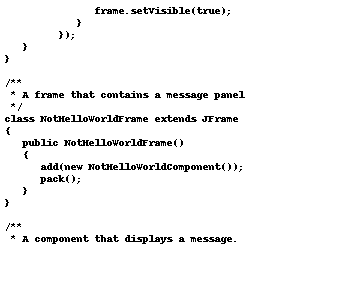 frame.setVisible(true);
            }
         });
   }
}

/**
 * A frame that contains a message panel
 */
class NotHelloWorldFrame extends JFrame
{
   public NotHelloWorldFrame()
   {
      add(new NotHelloWorldComponent());
      pack();
   }
}

/**
 * A component that displays a message.